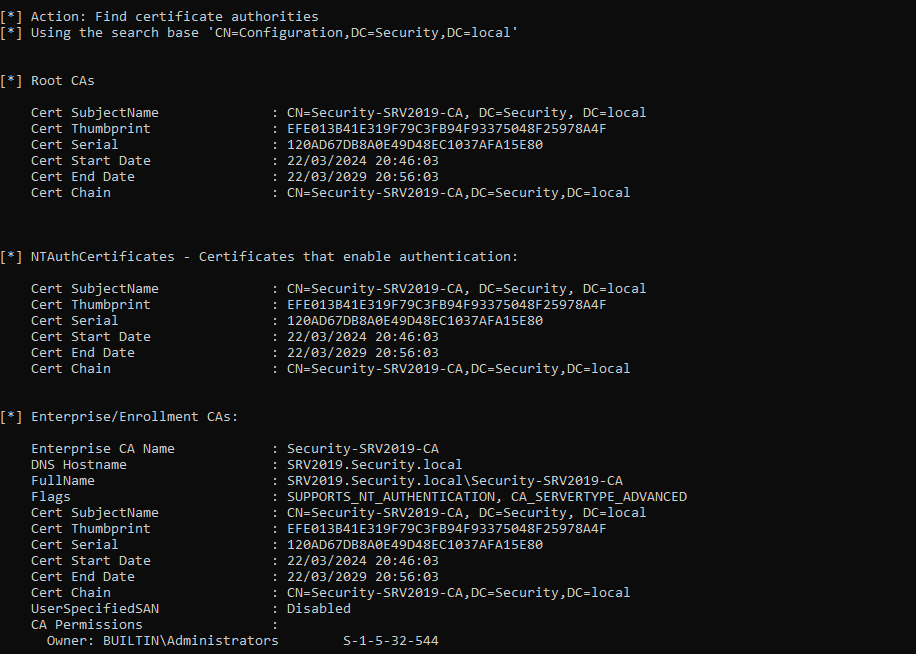 [*] Action: Find certificate authorities
[*] Using the search base 'CN=Configuration,DC=Security,DC=local'
[*] Root CAs
Cert SubjectName : CN=Security-SRV2019-CA, DC=Security, DC=local
Cert Thumbprint : EFE013B41E319F79C3FB94F93375048F25978A4F
Cert Serial : 120AD67DB8A0E49D48EC1037AFA15E80
Cert Start Date : 22/03/2024 20:46:03
Cert End Date : 22/03/2029 20:56:03
Cert Chain : CN=Security-SRV2019-CA,DC=Security,DC=local
[*] NTAuthCertificates - Certificates that enable authentication:
Cert SubjectName : CN=Security-SRV2019-CA, DC=Security, DC=local
Cert Thumbprint : EFE013B41E319F79C3FB94F93375048F25978A4F
Cert Serial : 120AD67DB8A0E49D48EC1037AFA15E80
Cert Start Date : 22/03/2024 20:46:03
Cert End Date : 22/03/2029 20:56:03
Cert Chain : CN=Security-SRV2019-CA,DC=Security,DC=local
[*] Enterprise/Enrollment CAs:
Enterprise CA Name : Security-SRV2019-CA
DNS Hostname : SRV2019.Security.local
FullName : SRV2019.Security.local\Security-SRV2019-CA
Flags : SUPPORTS_NT_AUTHENTICATION, CA_SERVERTYPE_ADVANCED
Cert SubjectName : CN=Security-SRV2019-CA, DC=Security, DC=local
Cert Thumbprint : EFE013B41E319F79C3FB94F93375048F25978A4F
Cert Serial : 120AD67DB8A0E49D48EC1037AFA15E80
Cert Start Date : 22/03/2024 20:46:03
Cert End Date : 22/03/2029 20:56:03
Cert Chain : CN=Security-SRV2019-CA,DC=Security,DC=local
UserSpecifiedSAN : Disabled
CA Permissions :
Owner: BUILTIN\Administrators S-1-5-32-544